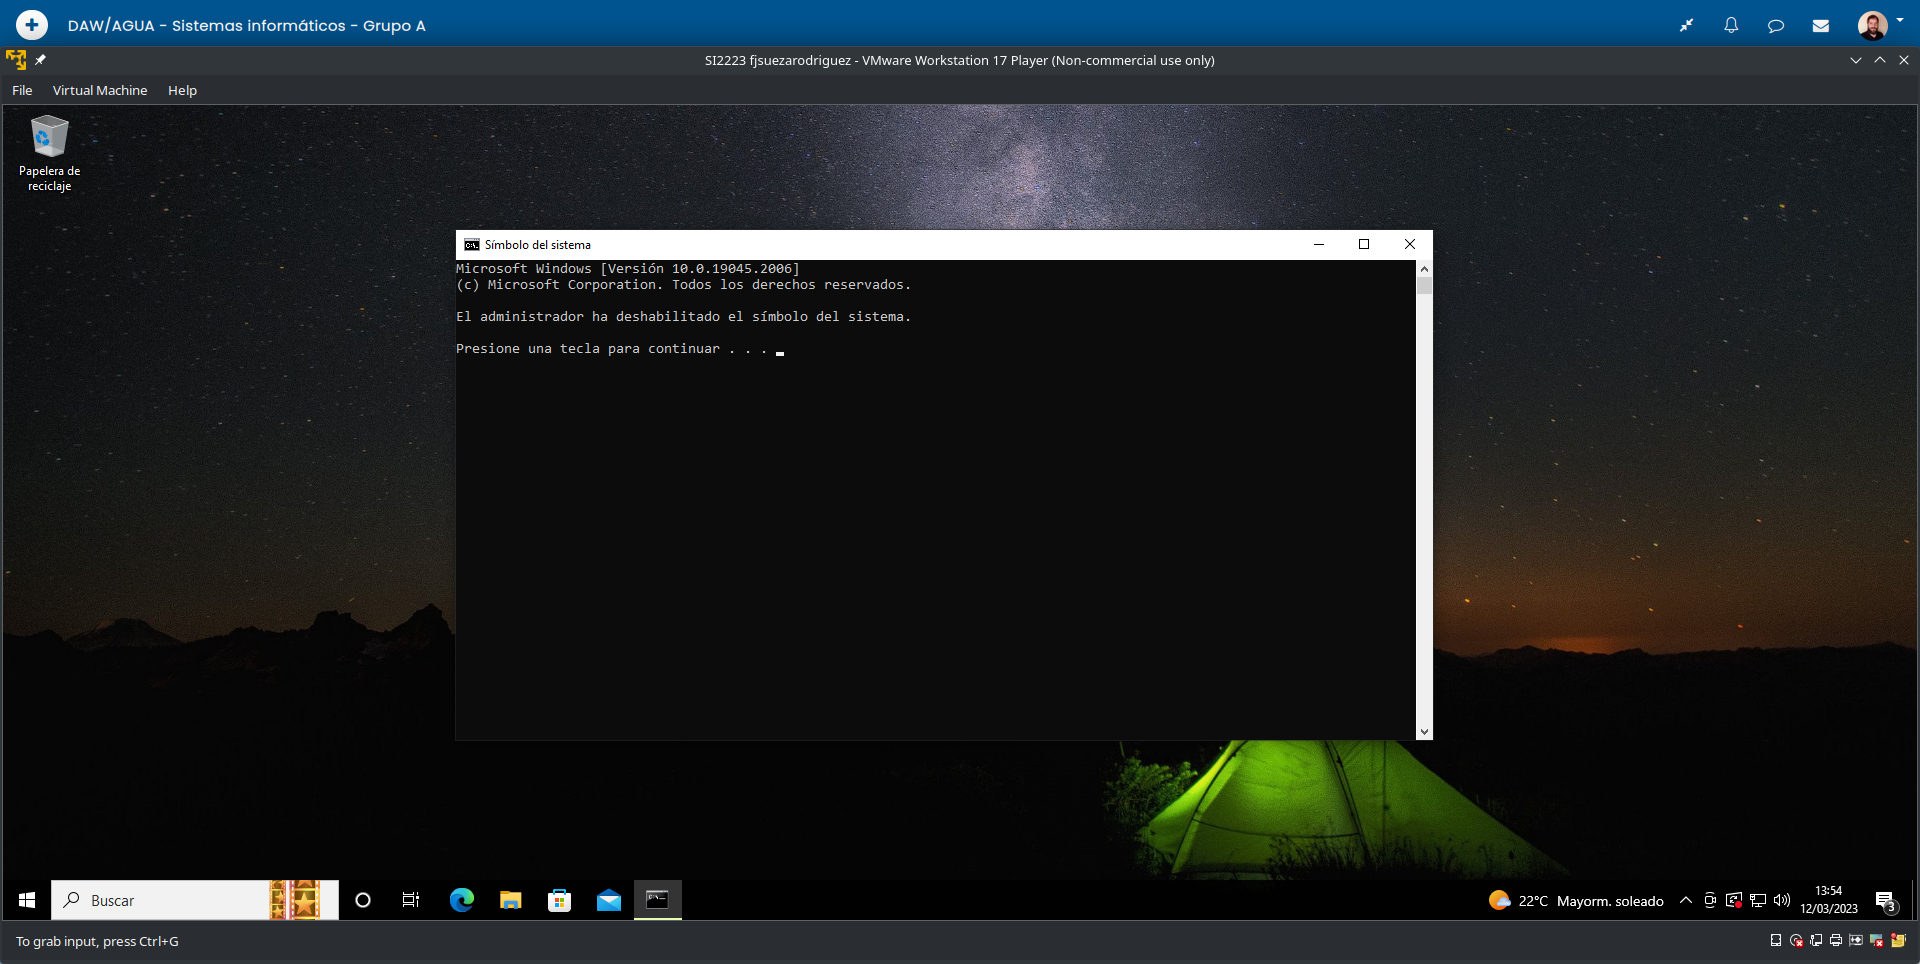 DAW/AGUA - Sistemas informáticos - Grupo A
SI2223 fjsuezarodriguez - VMware Workstation 17 Player (Non-commercial use only)
File Virtual Machine Help
Papelera de
reciclaje
Símbolo del sistema
Microsoft Windows [Versión 10.0.19045.2006]
(c) Microsoft Corporation. Todos los derechos reservados.
El administrador ha deshabilitado el símbolo del sistema.
Presione una tecla para continuar . . .
Buscar
22°C Mayorm. soleado
13:54
12/03/2023
3
To grab input, press Ctrl+G